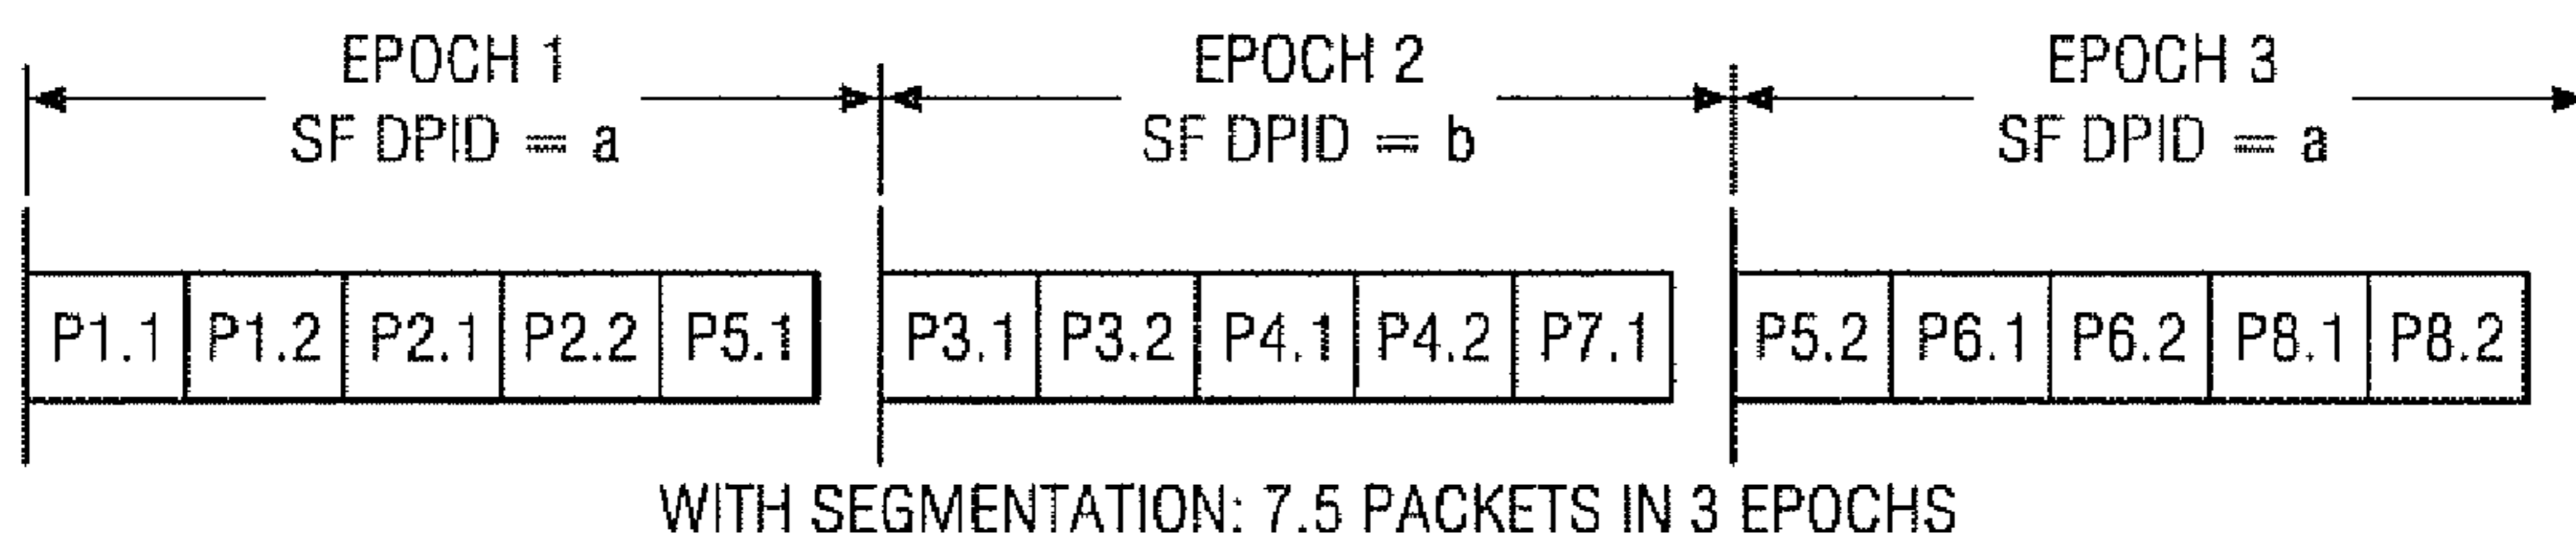 EPOCH 1 EPOCH 2 EPOCH 3
SF DPID = a SF DPID = b SF DPID = a
P1.1 P1.2 P2.1 P2.2 P5.1 P3.1 P3.2 P4.1 P4.2 P7.1 P5.2 P6.1 P6.2 P8.1 P8.2
WITH SEGMENTATION: 7.5 PACKETS IN 3 EPOCHS